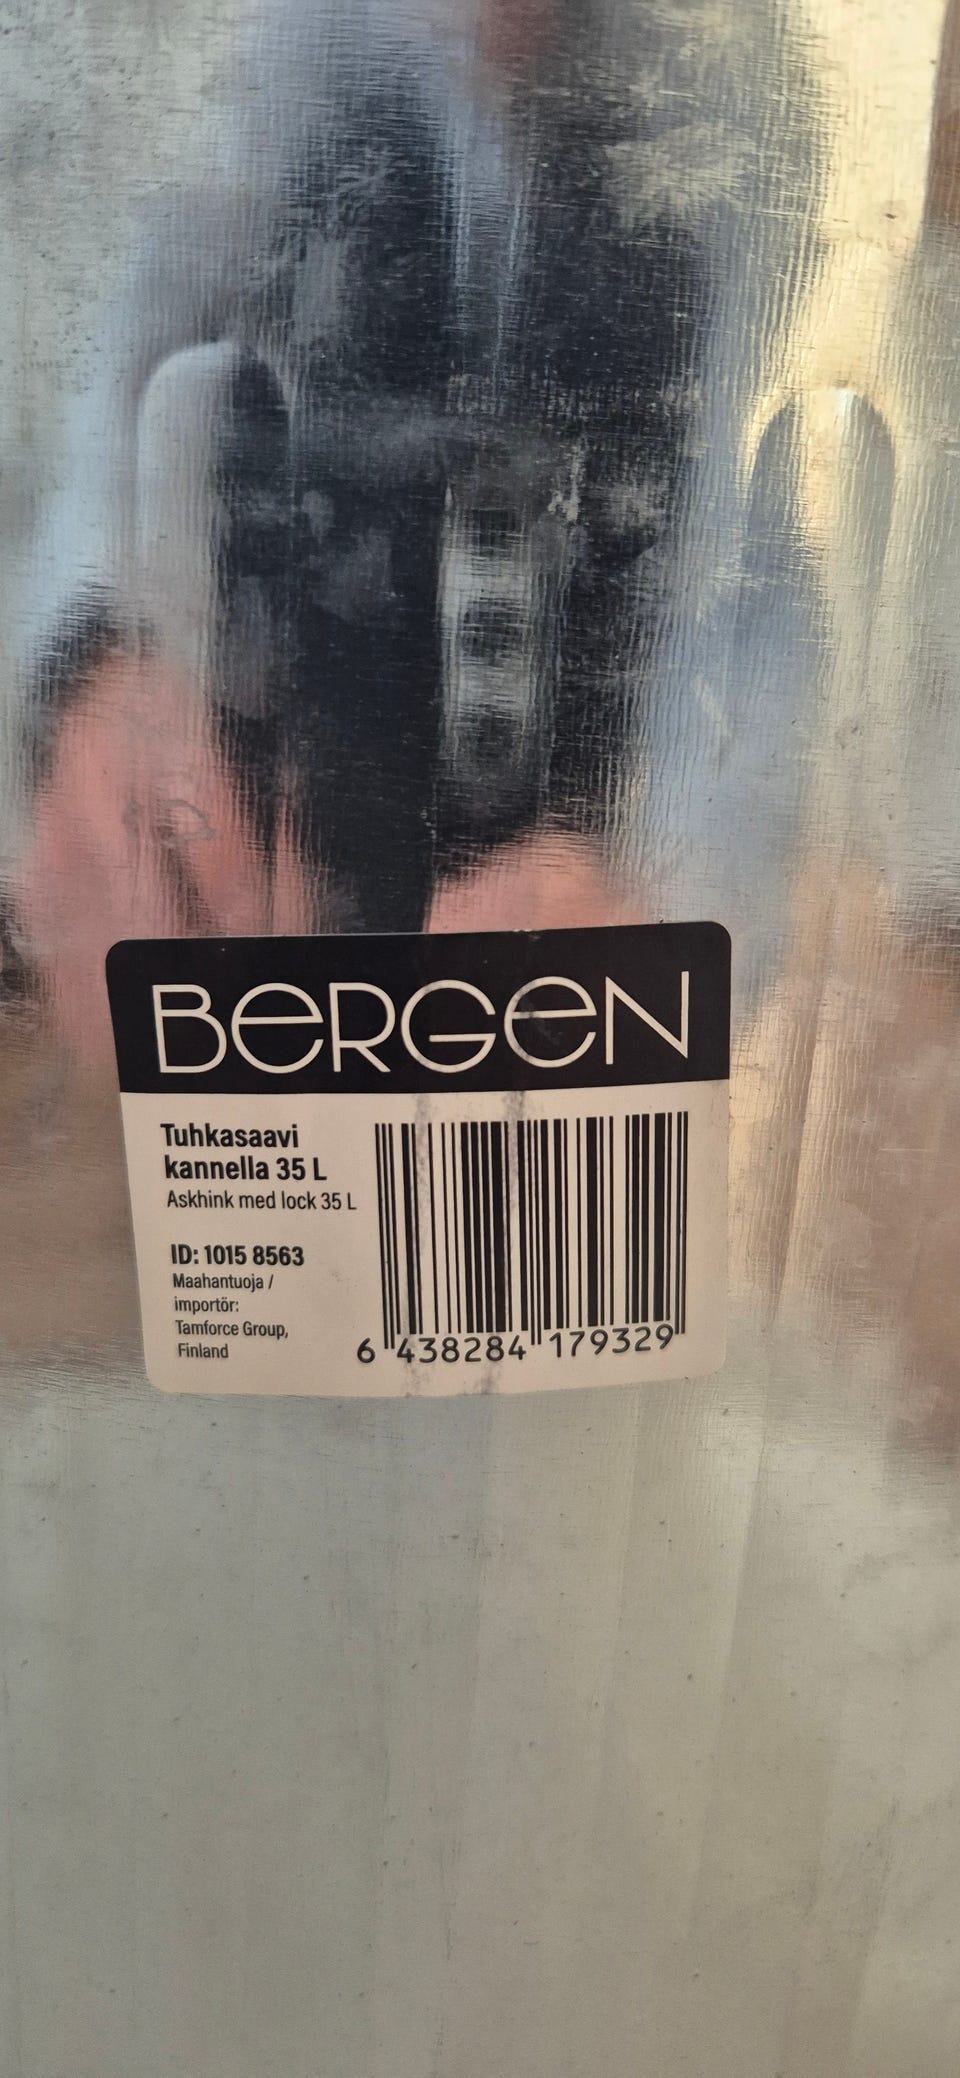 BERGEN
Tuhkasaavi
kannella 35 L
Askhink med lock 35 L
ID: 1015 8563
Maahantuoja /
importör:
Tamforce Group,
Finland
6 438284 179329